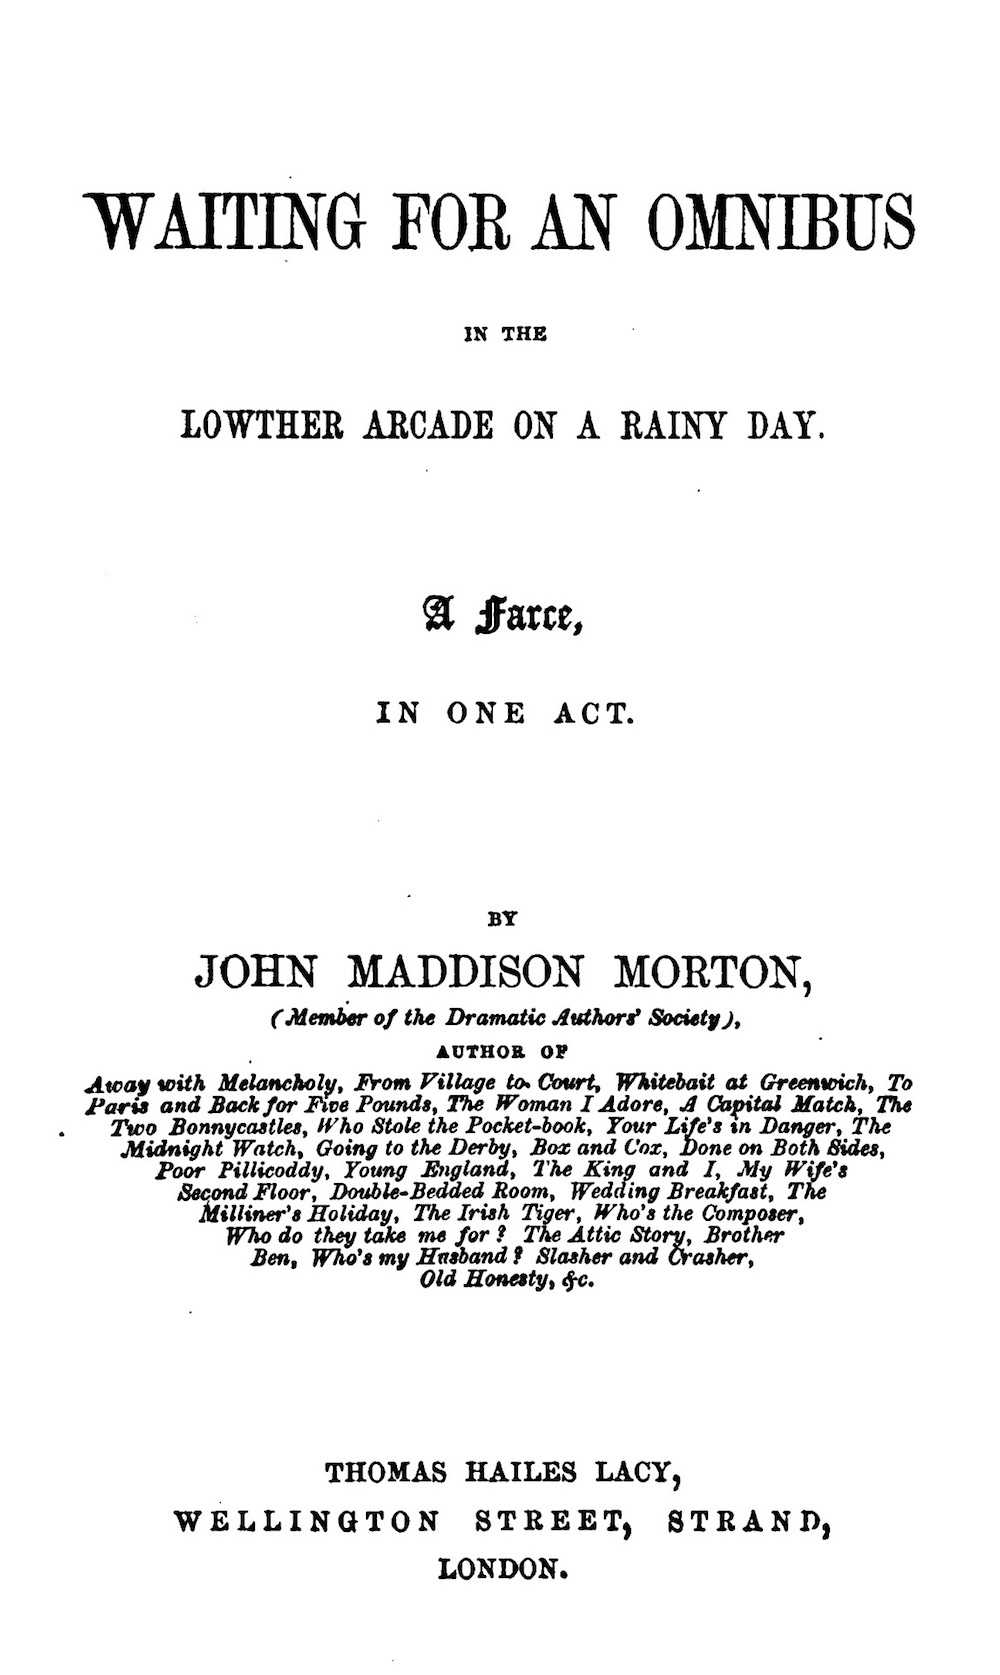 WAITING FOR AN OMNIBUS
IN THE
LOWTHER ARCADE ON A RAINY DAY.
A Farce,
IN ONE ACT.
BY
JOHN MADDISON MORTON,
(Member of the Dramatic Authors' Society),
AUTHOR OF
Away with Melancholy, From Village to Court, Whitebait at Greenwich, To
Paris and Back for Five Pounds, The Woman I Adore, A Capital Match, The
Two Bonnycastles, Who Stole the Pocket-book, Your Life's in Danger, The
Midnight Watch, Going to the Derby, Box and Cox, Done on Both Sides,
Poor Pillicoddy, Young England, The King and I, My Wife's
Second Floor, Double-Bedded Room, Wedding Breakfast, The
Milliner's Holiday, The Irish Tiger, Who's the Composer,
Who do they take me for? The Attic Story, Brother
Ben, Who's my Husband? Slasher and Crasher,
Old Honesty, &c.
THOMAS HAILES LACY,
WELLINGTON STREET, STRAND,
LONDON.